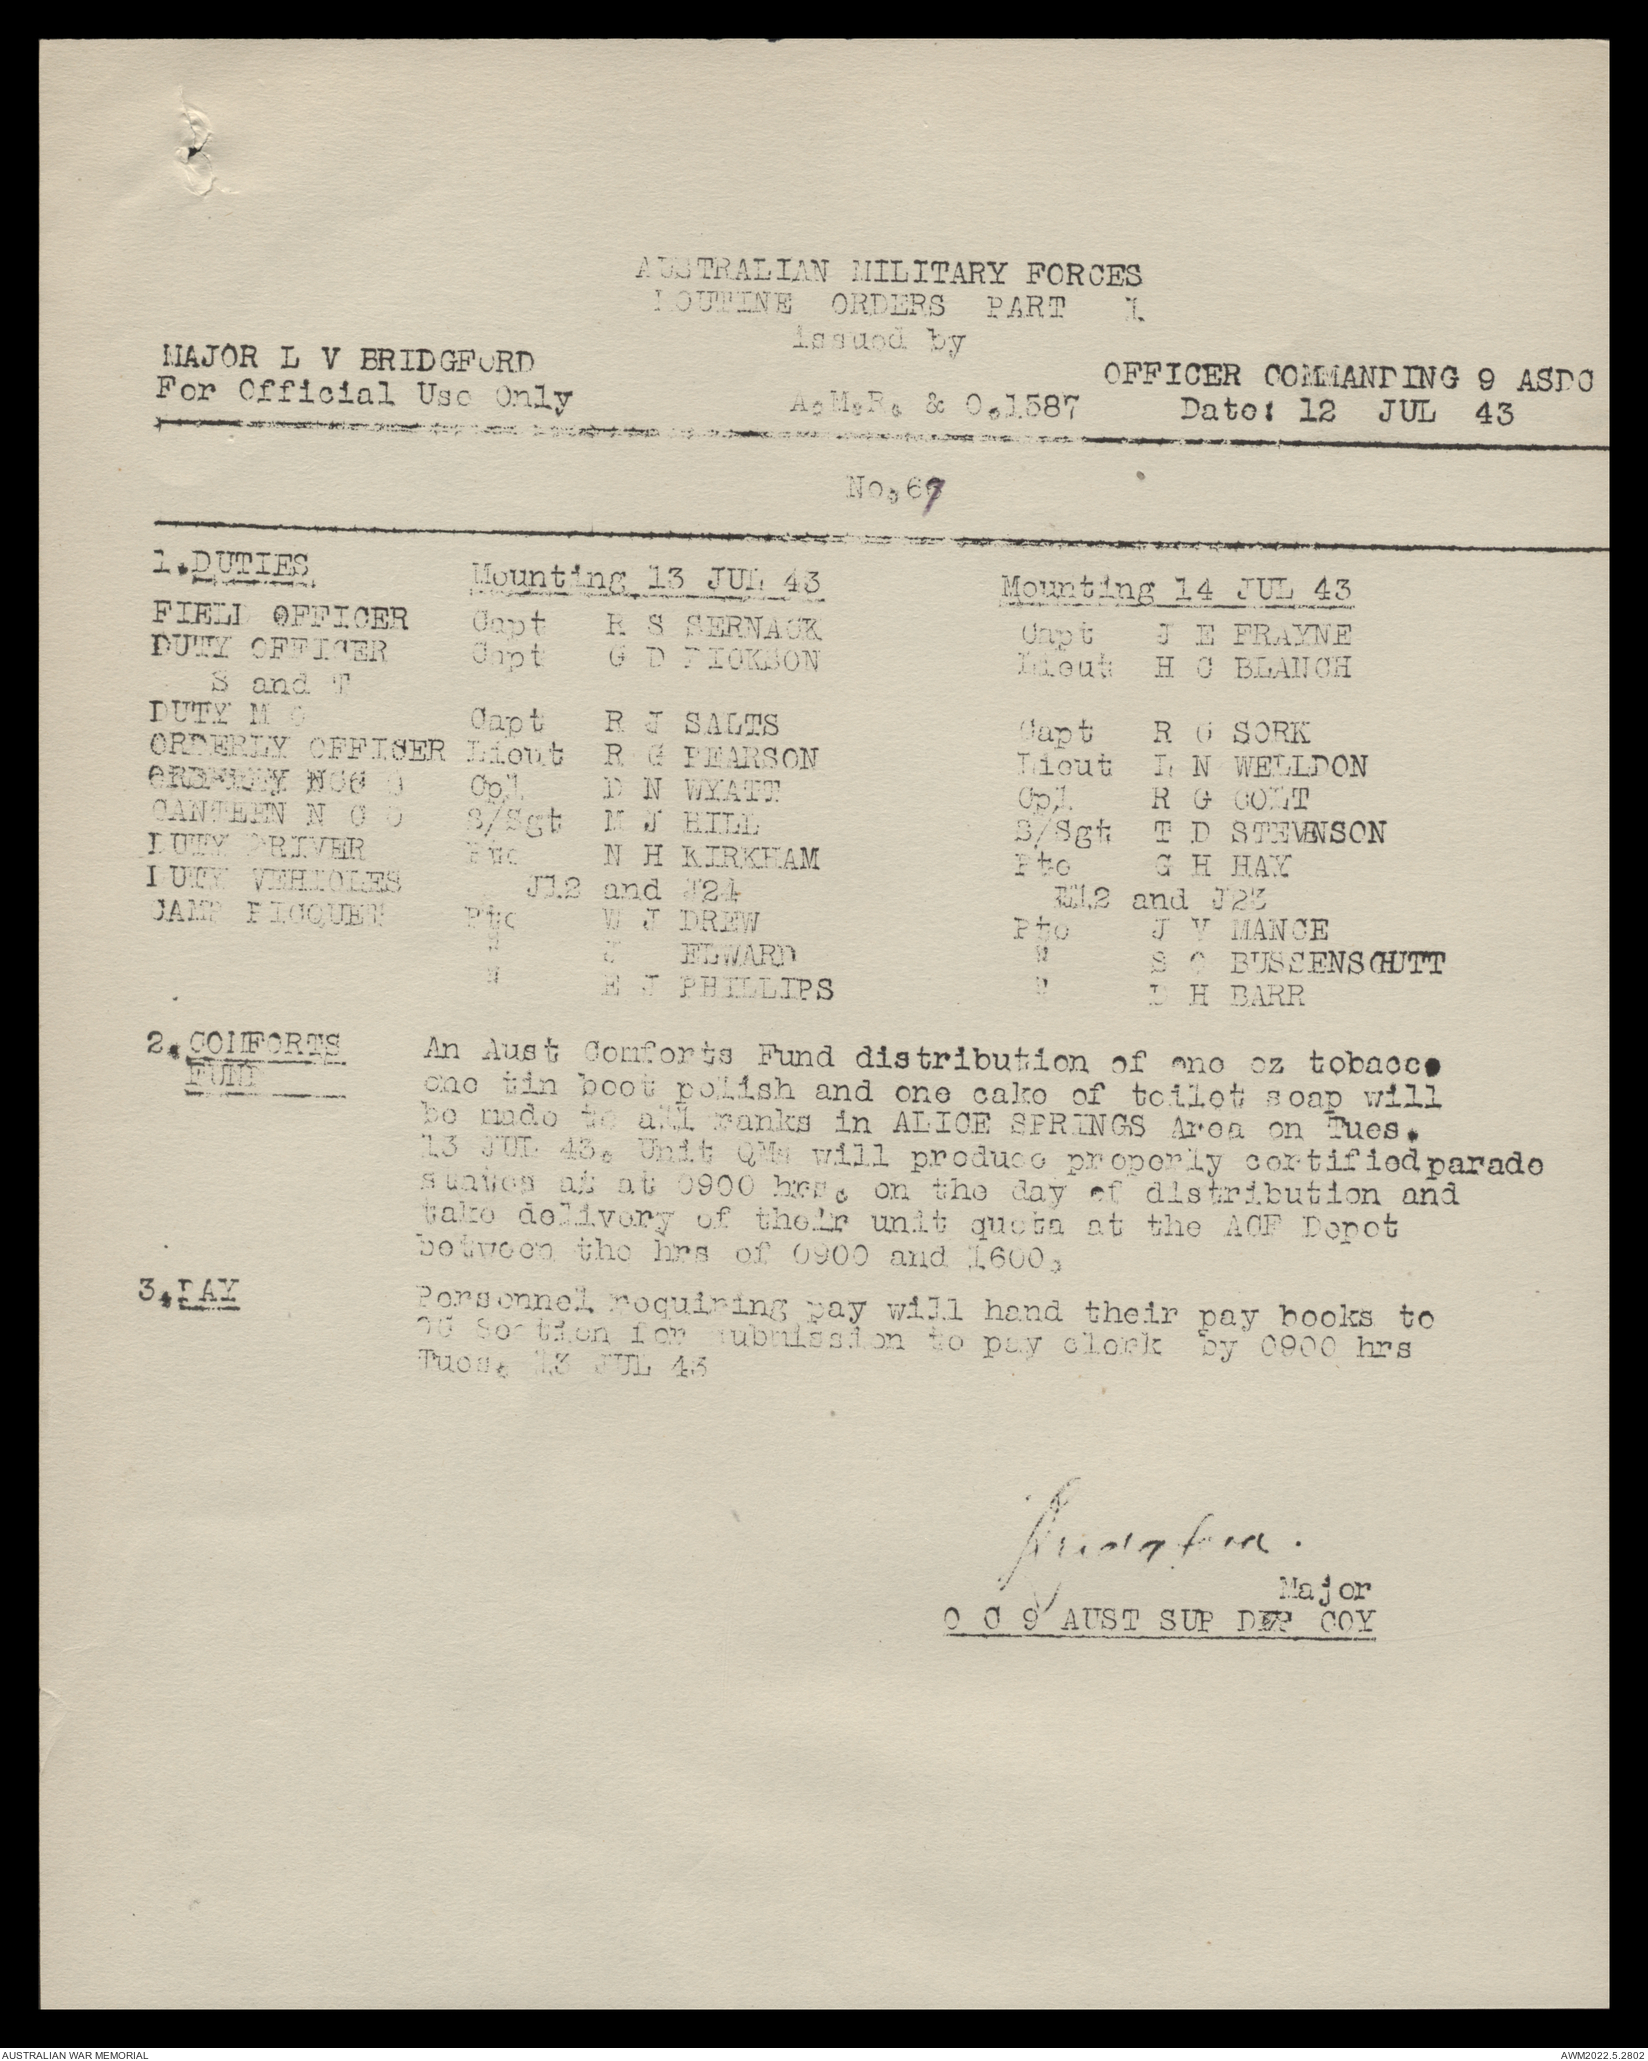 AUSTRALIAN MILITARY FORCES
ROUTINE ORDERS PART 1
issued by
MAJOR L V BRIDGFORD OFFICER COMMANDING 9 ASDC
For Official Use Only A.M.R. & O.1587 Date: 12 JUL 43
No.67
1.DUTIES Mounting 13 JUL 43 Mounting 14 JUL 43
FIELD OFFICER Capt R S SERNACK Capt J E FRAYNE
DUTY OFFICER Capt G D DICKSON Lieut H C BLANCH
S and T
DUTY M O Capt R J SALTS Capt R G SORK
ORDERLY OFFICER Lieut R G PEARSON Lieut L N WELLDON
ORDERLY N C O Cpl D N WYATT Cpl R G COLT
CANTEEN N C O S/Sgt M J HILL S/Sgt T D STEVENSON
DUTY DRIVER Pte N H KIRKHAM Pte G H HAY
DUTY VEHICLES J12 and J24 E12 and J23
CAMP PICQUET Pte W J DREW Pte J V MANCE
" J EDWARD " S C BUSSENSCHUTT
" E J PHILLIPS " D H BARR
2.COMFORTS An Aust Comforts Fund distribution of one oz tobacco
FUND one tin boot polish and one cake of toilet soap will
be made to all ranks in ALICE SPRINGS Area on Tues.
13 JUL 43. Unit QMs will produce properly certified parade
states as at 0900 hrs. on the day of distribution and
take delivery of their unit quota at the ACF Depot
between the hrs of 0900 and 1600.
3.PAY Personnel requiring pay will hand their pay books to
OC Section for submission to pay clerk by 0900 hrs
Tues. 13 JUL 43
Bridgford.
Major
O C 9 AUST SUP DEP COY
AUSTRALIAN WAR MEMORIAL AWM2022.5.2802